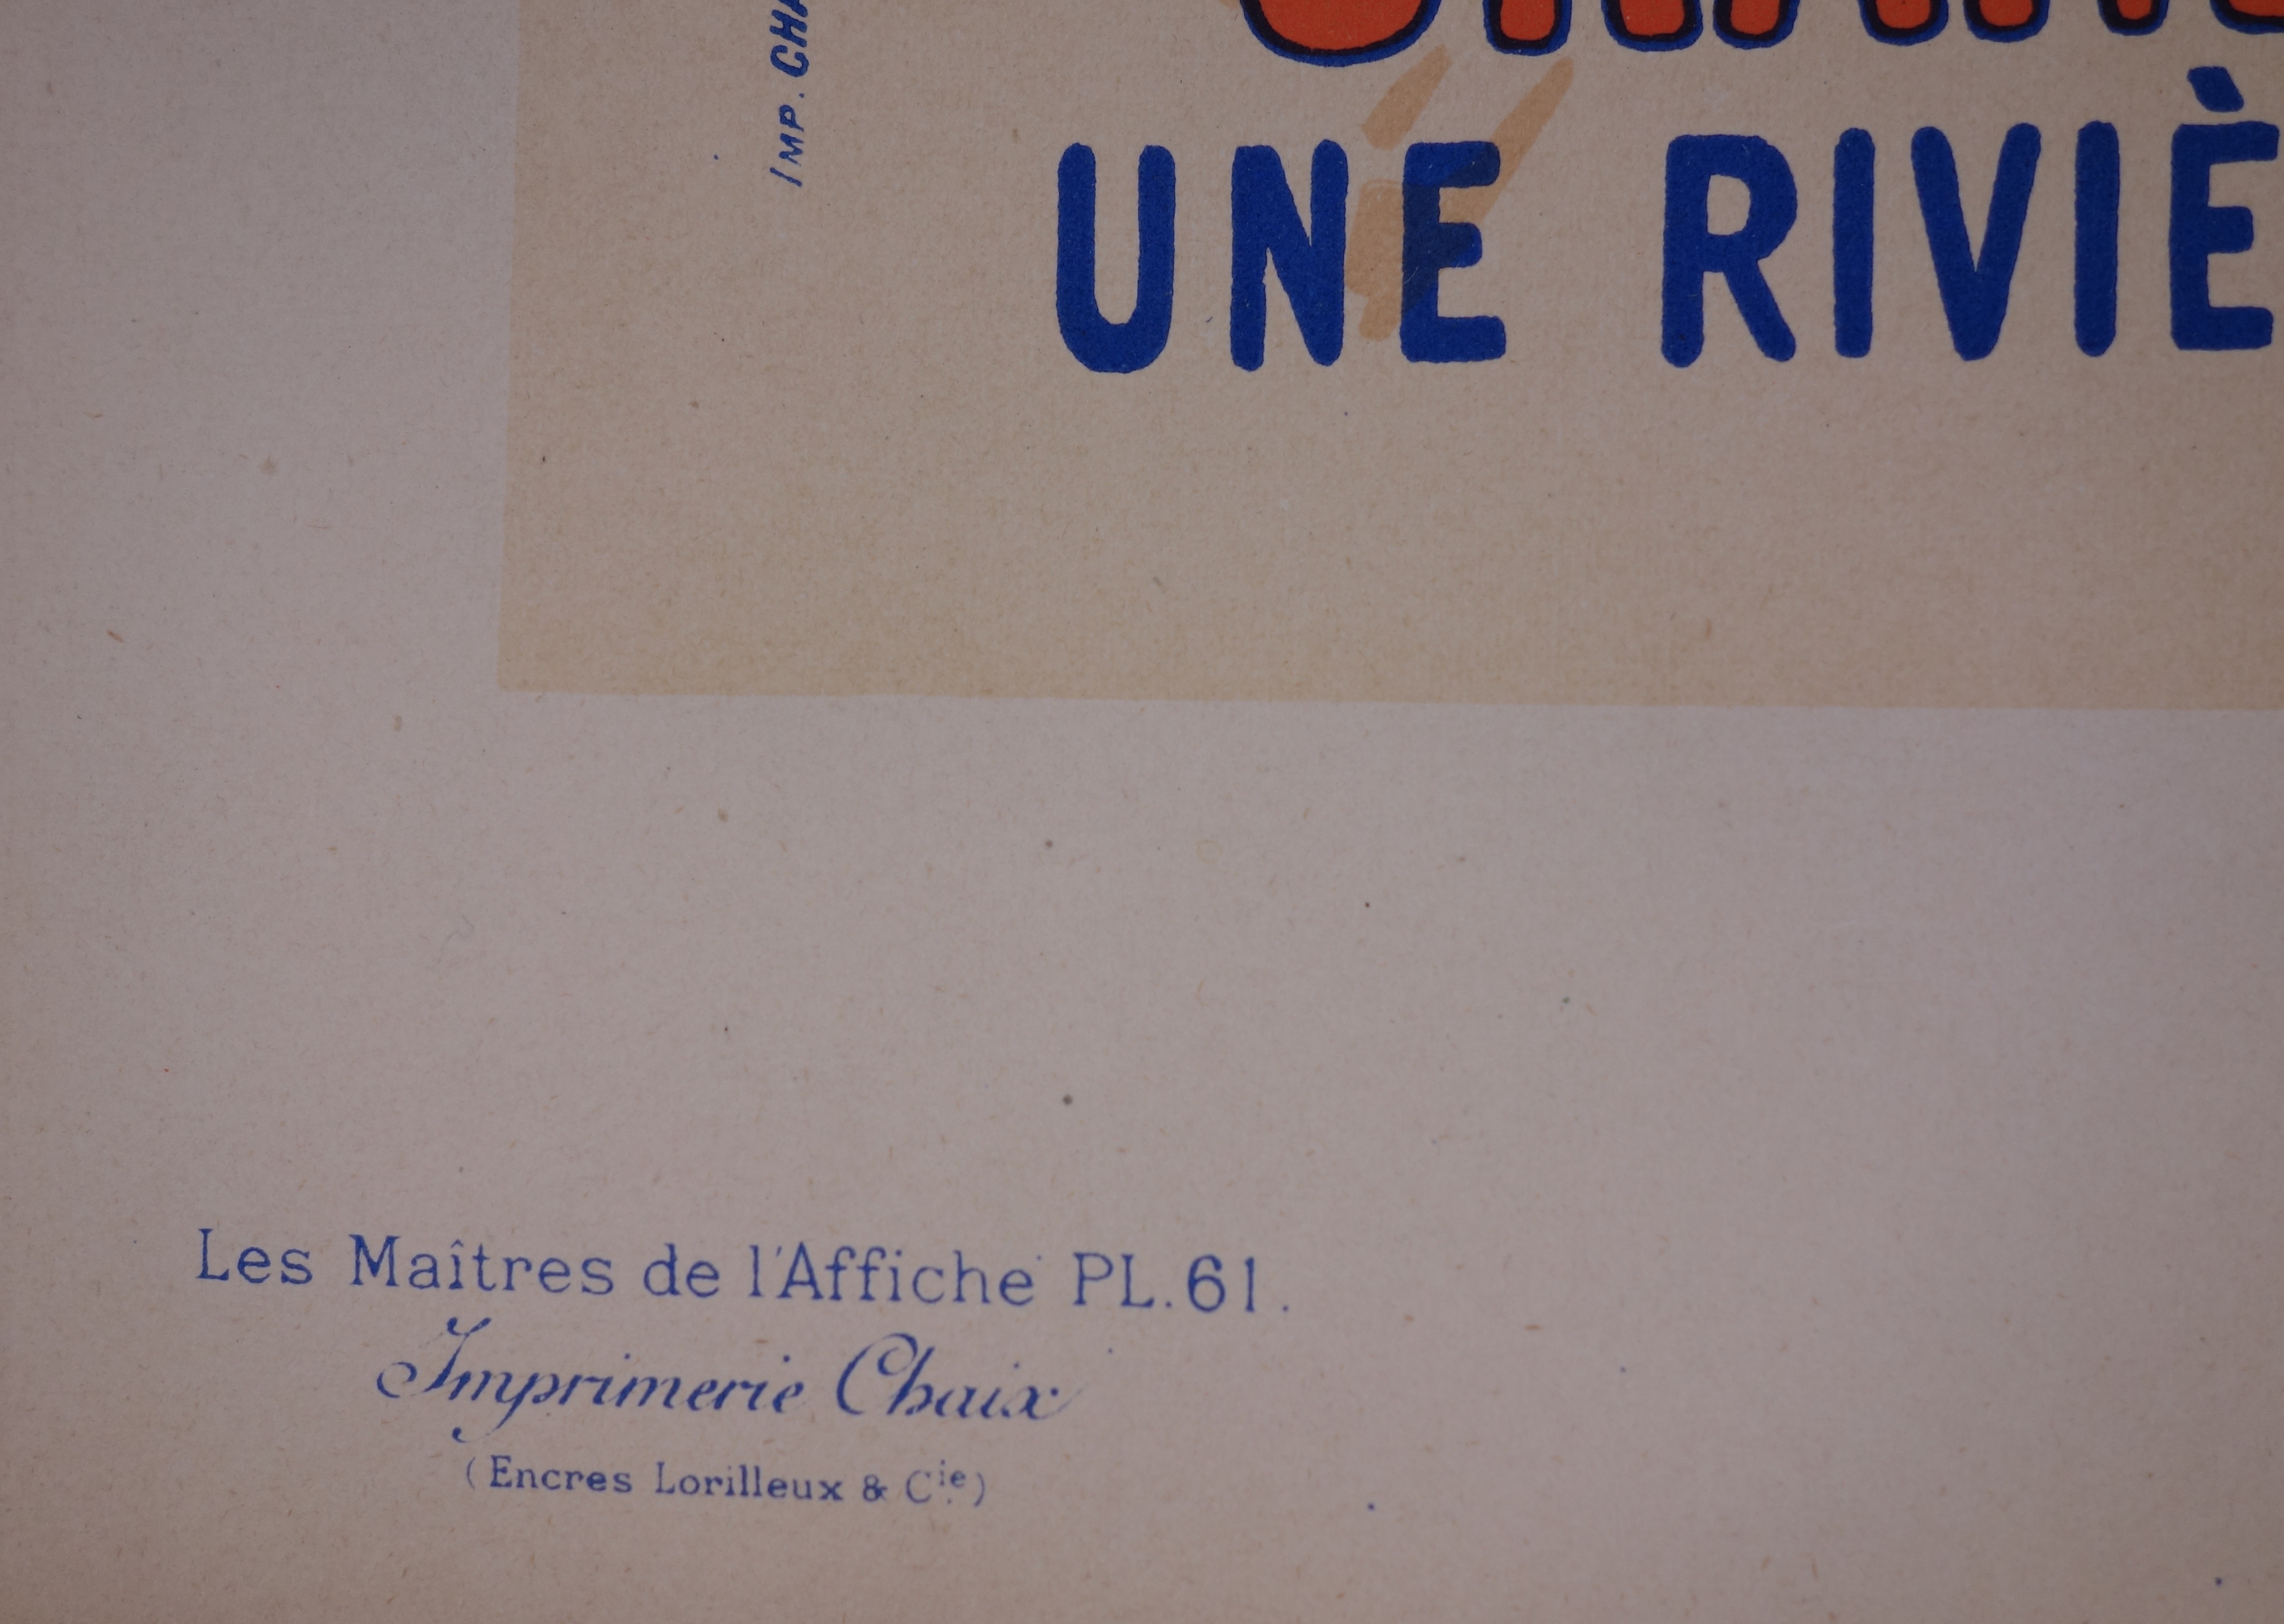 IMP. CHA
UNE RIVIÈ
Les Maîtres de l'Affiche PL.61.
Imprimerie Chaix
(Encres Lorilleux & Cie)